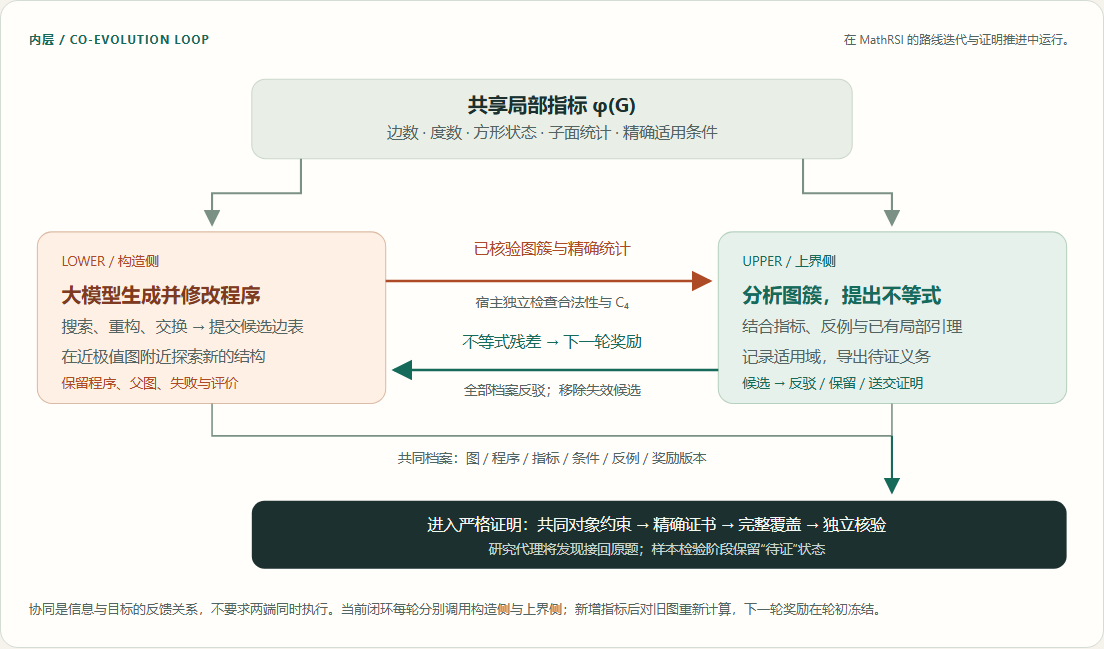 内层 / CO-EVOLUTION LOOP
在 MathRSI 的路线迭代与证明推进中运行。
共享局部指标 φ(G)
边数 · 度数 · 方形状态 · 子面统计 · 精确适用条件
LOWER / 构造侧
大模型生成并修改程序
搜索、重构、交换 → 提交候选边表
在近极值图附近探索新的结构
保留程序、父图、失败与评价
已核验图簇与精确统计
宿主独立检查合法性与 C₄
不等式残差 → 下一轮奖励
全部档案反驳；移除失效候选
UPPER / 上界侧
分析图簇，提出不等式
结合指标、反例与已有局部引理
记录适用域，导出待证义务
候选 → 反驳 / 保留 / 送交证明
共同档案：图 / 程序 / 指标 / 条件 / 反例 / 奖励版本
进入严格证明：共同对象约束 → 精确证书 → 完整覆盖 → 独立核验
研究代理将发现接回原题；样本检验阶段保留“待证”状态
协同是信息与目标的反馈关系，不要求两端同时执行。当前闭环每轮分别调用构造侧与上界侧；新增指标后对旧图重新计算，下一轮奖励在轮初冻结。